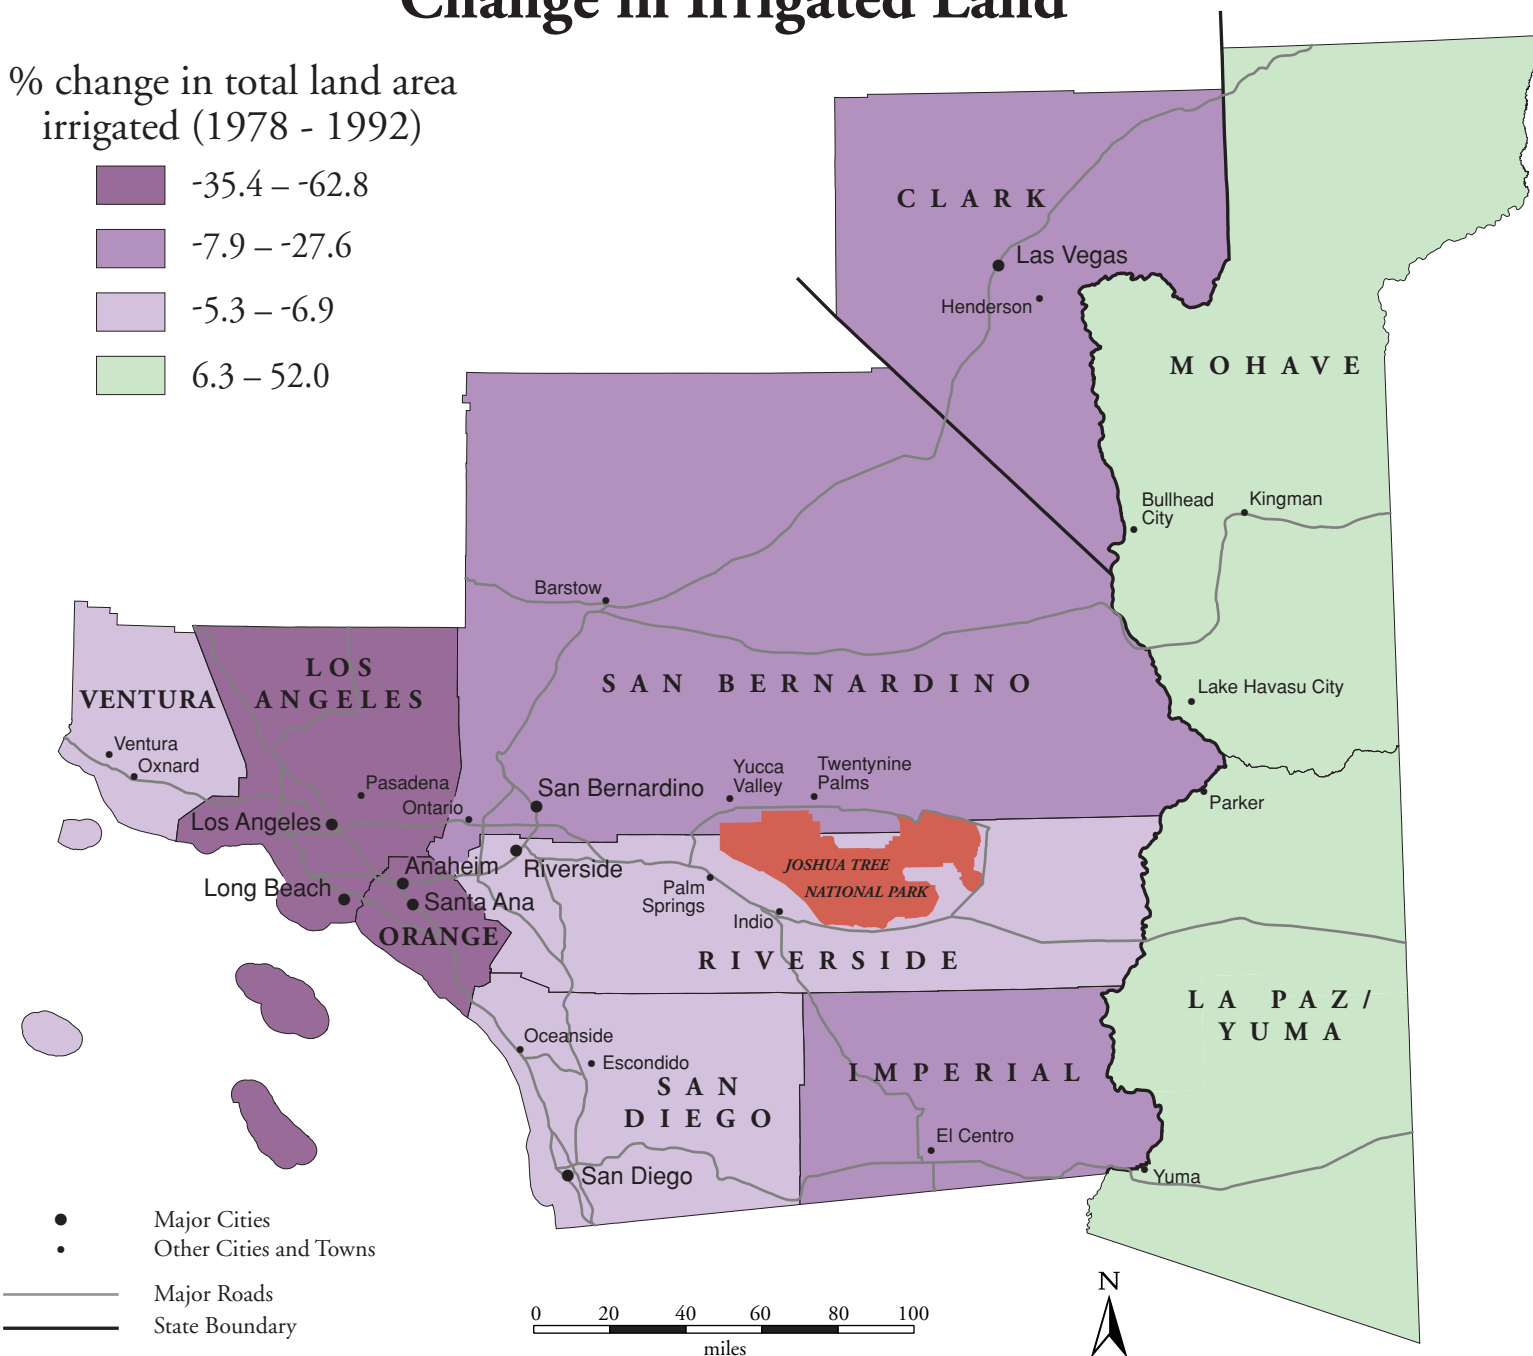 Change in Irrigated Land
% change in total land area
irrigated (1978 - 1992)
-35.4 – -62.8
-7.9 – -27.6
-5.3 – -6.9
6.3 – 52.0
CLARK
Las Vegas
Henderson
MOHAVE
Bullhead
City
Kingman
Barstow
LOS
ANGELES
VENTURA
SAN BERNARDINO
Lake Havasu City
Ventura
Oxnard
Pasadena
Ontario
San Bernardino
Yucca
Valley
Twentynine
Palms
Parker
Los Angeles
Anaheim
Riverside
JOSHUA TREE
NATIONAL PARK
Long Beach
Santa Ana
Palm
Springs
Indio
ORANGE
RIVERSIDE
LA PAZ/
YUMA
Oceanside
Escondido
SAN
DIEGO
IMPERIAL
El Centro
San Diego
Yuma
Major Cities
Other Cities and Towns
Major Roads
State Boundary
0 20 40 60 80 100
miles
N